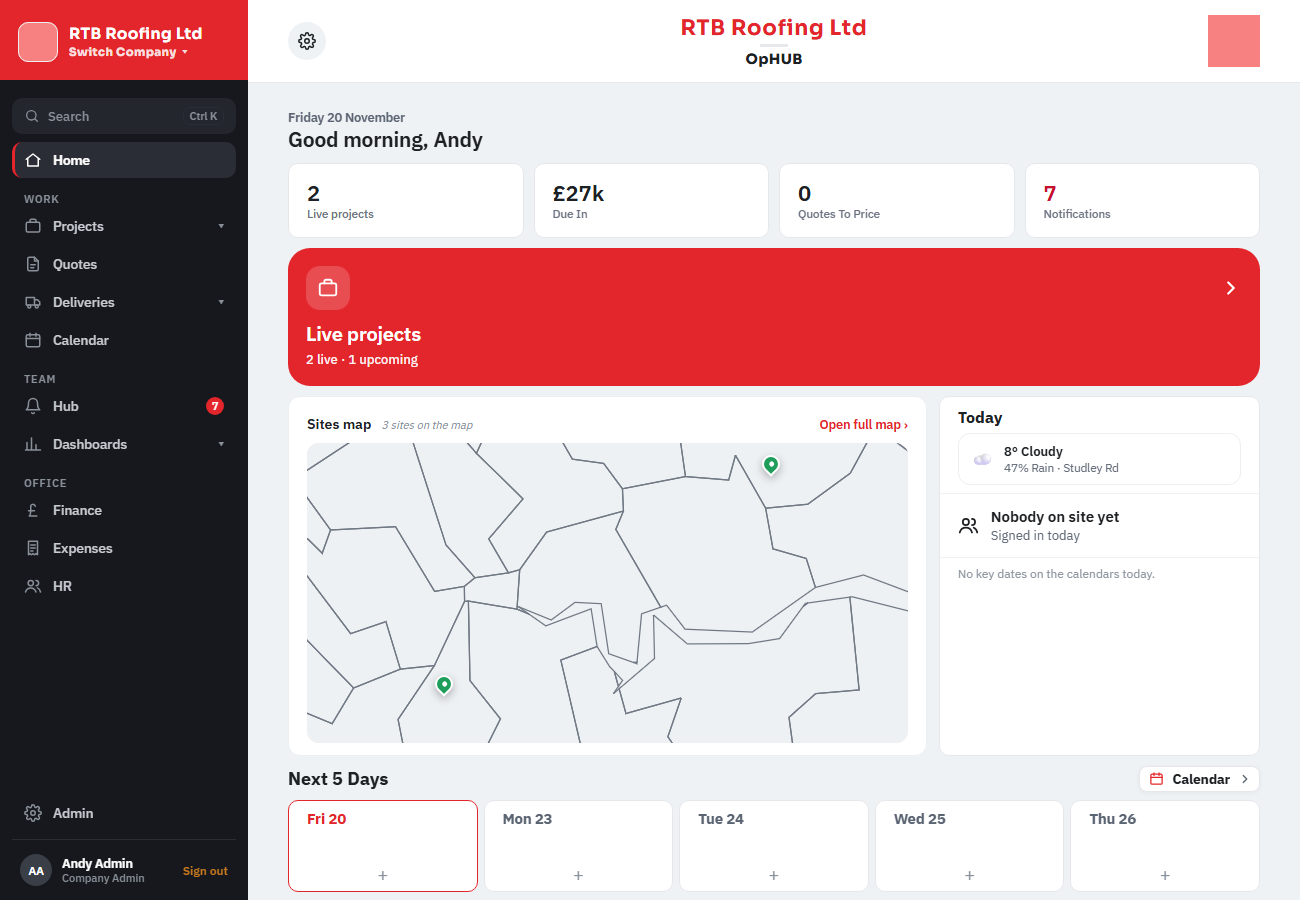 RTB Roofing Ltd
Switch Company
Search
Ctrl K
Home
WORK
Projects
Quotes
Deliveries
Calendar
TEAM
Hub
7
Dashboards
OFFICE
Finance
Expenses
HR
Admin
AA
Andy Admin
Company Admin
Sign out
RTB Roofing Ltd
OpHUB
Friday 20 November
Good morning, Andy
2
Live projects
£27k
Due In
0
Quotes To Price
7
Notifications
Live projects
2 live · 1 upcoming
Sites map
3 sites on the map
Open full map ›
Today
8° Cloudy
47% Rain · Studley Rd
Nobody on site yet
Signed in today
No key dates on the calendars today.
Next 5 Days
Calendar
Fri 20
+
Mon 23
+
Tue 24
+
Wed 25
+
Thu 26
+